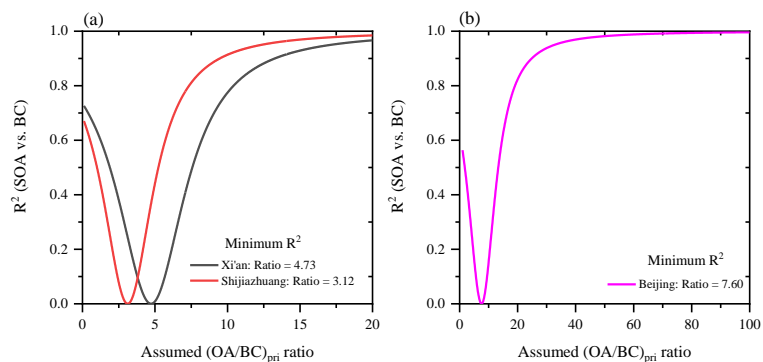 (a)
R² (SOA vs. BC)
1.0
0.8
0.6
0.4
0.2
0.0
Minimum R²
Xi'an: Ratio = 4.73
Shijiazhuang: Ratio = 3.12
0 5 10 15 20
Assumed (OA/BC)pri ratio
(b)
R² (SOA vs. BC)
1.0
0.8
0.6
0.4
0.2
0.0
Minimum R²
Beijing: Ratio = 7.60
0 20 40 60 80 100
Assumed (OA/BC)pri ratio